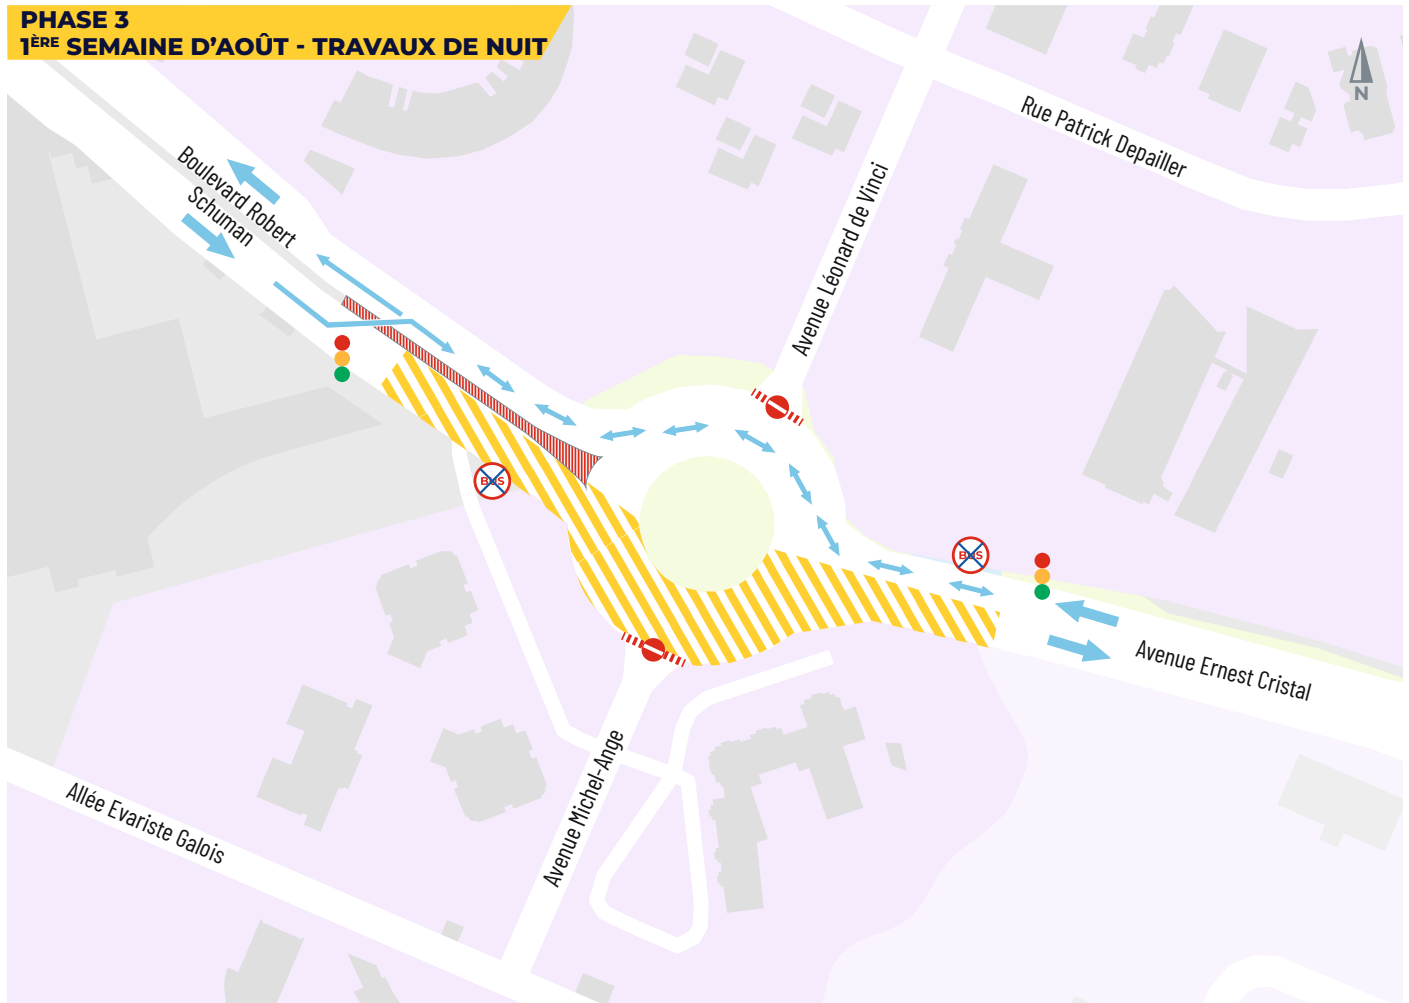 PHASE 3
1ÈRE SEMAINE D'AOÛT - TRAVAUX DE NUIT
N
Rue Patrick Depailler
Boulevard Robert
Schuman
Avenue Léonard de Vinci
BUS
BUS
Avenue Ernest Cristal
Avenue Michel-Ange
Allée Evariste Galois